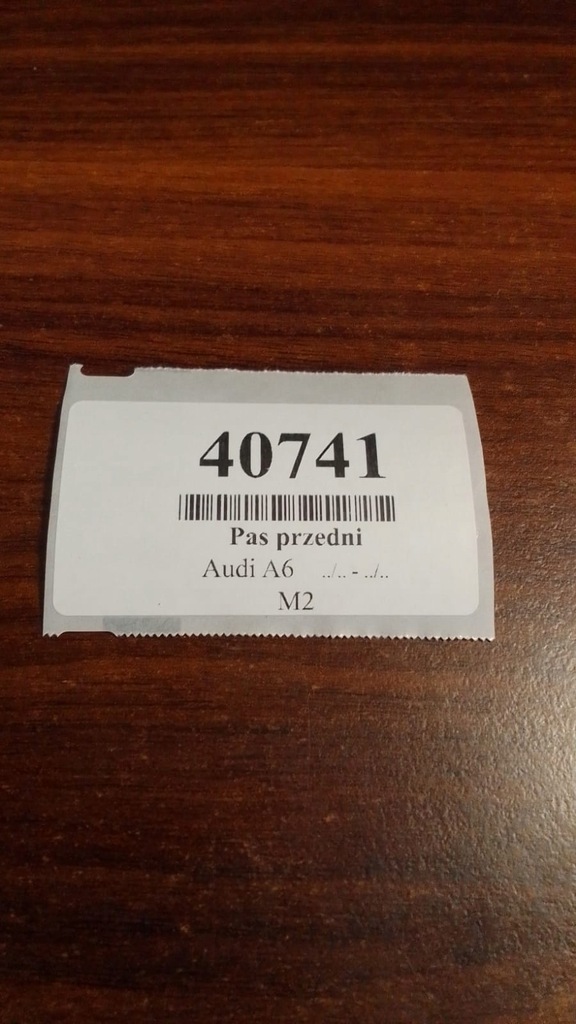 40741
Pas przedni
Audi A6 ../.. - ../..
M2